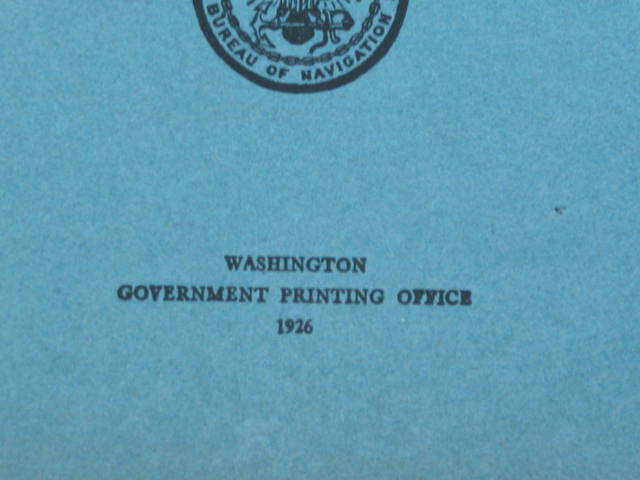 BUREAU OF NAVIGATION
WASHINGTON
GOVERNMENT PRINTING OFFICE
1926